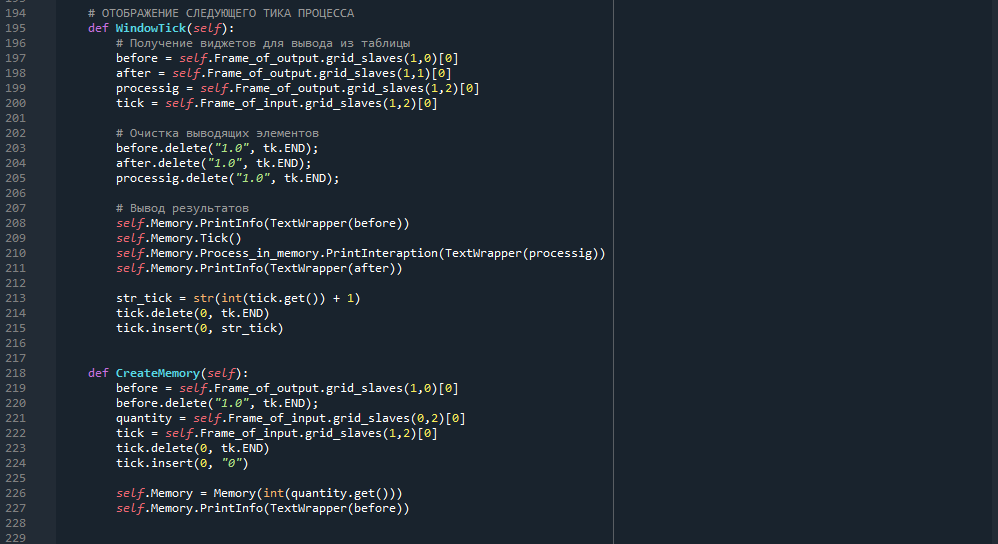 194 # ОТОБРАЖЕНИЕ СЛЕДУЮЩЕГО ТИКА ПРОЦЕССА
195 def WindowTick(self):
196 # Получение виджетов для вывода из таблицы
197 before = self.Frame_of_output.grid_slaves(1,0)[0]
198 after = self.Frame_of_output.grid_slaves(1,1)[0]
199 processig = self.Frame_of_output.grid_slaves(1,2)[0]
200 tick = self.Frame_of_input.grid_slaves(1,2)[0]
201
202 # Очистка выводящих элементов
203 before.delete("1.0", tk.END);
204 after.delete("1.0", tk.END);
205 processig.delete("1.0", tk.END);
206
207 # Вывод результатов
208 self.Memory.PrintInfo(TextWrapper(before))
209 self.Memory.Tick()
210 self.Memory.Process_in_memory.PrintInteraption(TextWrapper(processig))
211 self.Memory.PrintInfo(TextWrapper(after))
212
213 str_tick = str(int(tick.get()) + 1)
214 tick.delete(0, tk.END)
215 tick.insert(0, str_tick)
216
217
218 def CreateMemory(self):
219 before = self.Frame_of_output.grid_slaves(1,0)[0]
220 before.delete("1.0", tk.END);
221 quantity = self.Frame_of_input.grid_slaves(0,2)[0]
222 tick = self.Frame_of_input.grid_slaves(1,2)[0]
223 tick.delete(0, tk.END)
224 tick.insert(0, "0")
225
226 self.Memory = Memory(int(quantity.get()))
227 self.Memory.PrintInfo(TextWrapper(before))
228
229